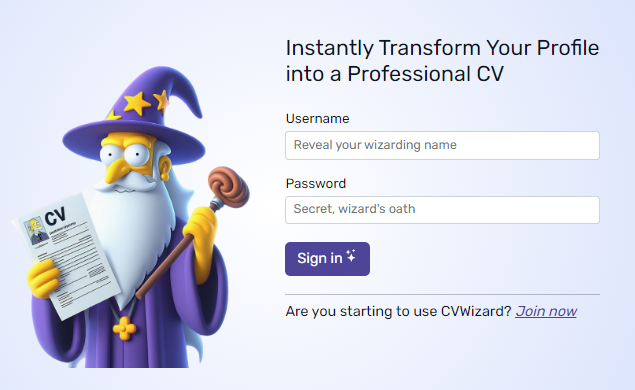 Instantly Transform Your Profile
into a Professional CV
Username
Reveal your wizarding name
Password
Secret, wizard's oath
Sign in
Are you starting to use CVWizard? Join now
CV